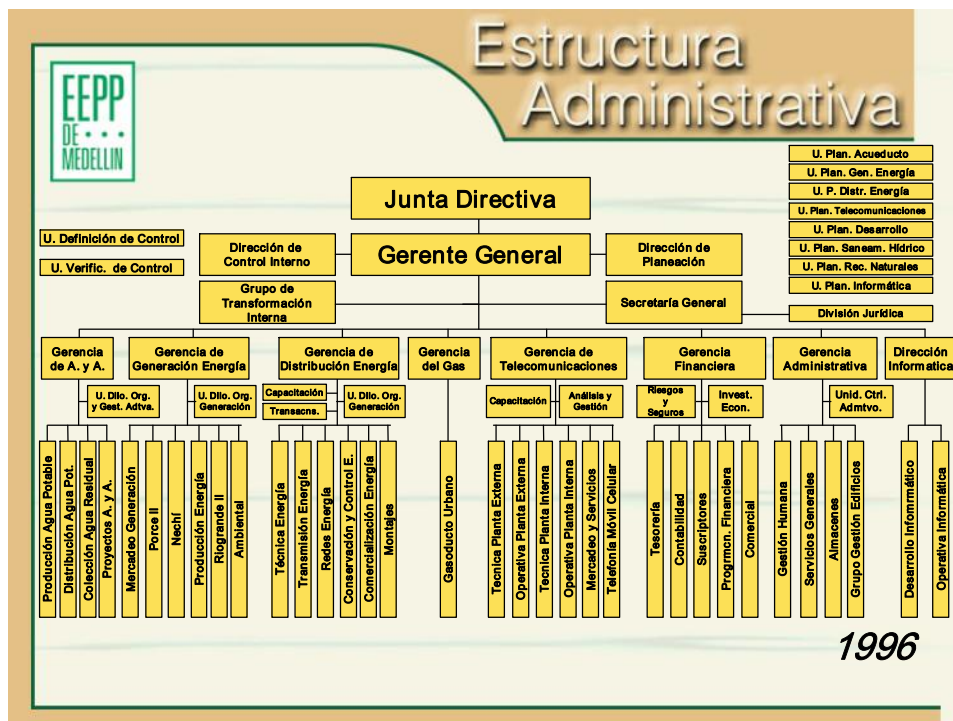 Estructura
Administrativa
EEPP
DE • • •
MEDELLIN
U. Plan. Acueducto
U. Plan. Gen. Energía
U. P. Distr. Energía
U. Plan. Telecomunicaciones
U. Plan. Desarrollo
U. Plan. Saneam. Hídrico
U. Plan. Rec. Naturales
U. Plan. Informática
Junta Directiva
U. Definición de Control
U. Verific. de Control
Dirección de
Control Interno
Gerente General
Dirección de
Planeación
Grupo de
Transformación
Interna
Secretaría General
División Jurídica
Gerencia
de A. y A.
Gerencia de
Generación Energía
Gerencia de
Distribución Energía
Gerencia
del Gas
Gerencia de
Telecomunicaciones
Gerencia
Financiera
Gerencia
Administrativa
Dirección
Informatica
U. Dllo. Org.
y Gest. Adtva.
U. Dllo. Org.
Generación
Capacitación
Transacns.
U. Dllo. Org.
Generación
Capacitación
Análisis y
Gestión
Riesgos
y
Seguros
Invest.
Econ.
Unid. Ctrl.
Admtvo.
Producción Agua Potable
Distribución Agua Pot.
Colección Agua Residual
Proyectos A. y A.
Mercadeo Generación
Porce II
Nechí
Producción Energía
Riogrande II
Ambiental
Técnica Energía
Transmisión Energía
Redes Energía
Conservación y Control E.
Comercialización Energía
Montajes
Gasoducto Urbano
Tecnica Planta Externa
Operativa Planta Externa
Tecnica Planta Interna
Operativa Planta Interna
Mercadeo y Servicios
Telefonía Móvil Celular
Tesorería
Contabilidad
Suscriptores
Progrmcn. Financiera
Comercial
Gestión Humana
Servicios Generales
Almacenes
Grupo Gestión Edificios
Desarrollo Infomrmático
Operativa Informática
1996